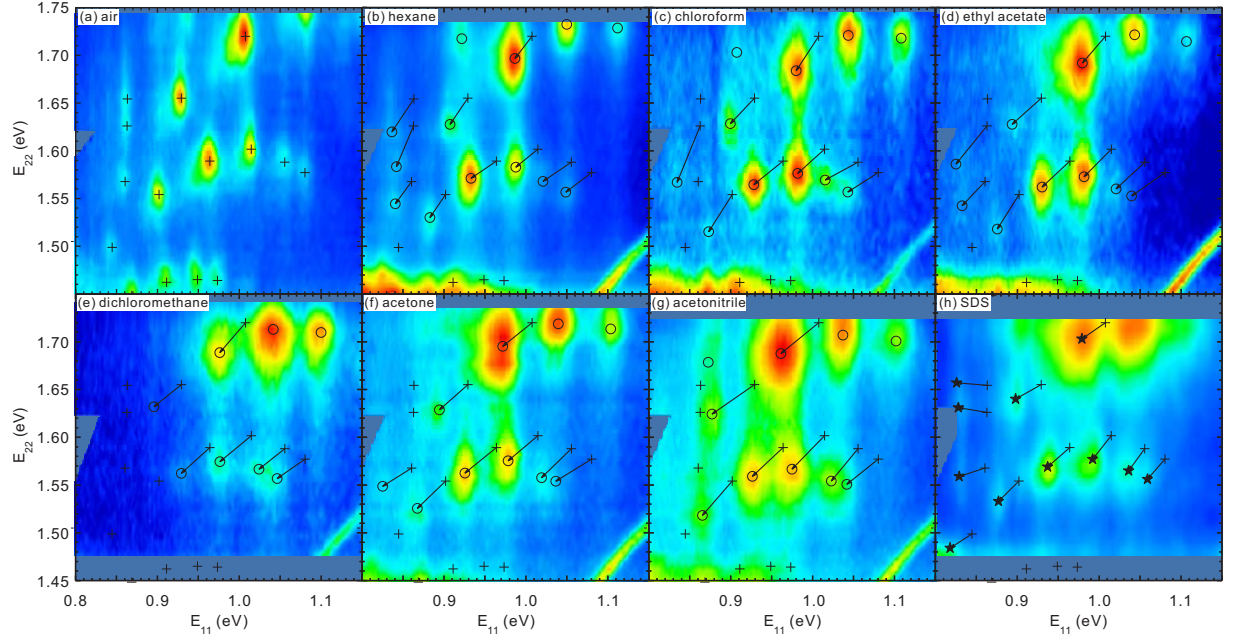 (a) air
(b) hexane
(c) chloroform
(d) ethyl acetate
1.75
1.70
1.65
1.60
1.55
1.50
E22 (eV)
(e) dichloromethane
(f) acetone
(g) acetonitrile
(h) SDS
1.70
1.65
1.60
1.55
1.50
1.45
E22 (eV)
0.8 0.9 1.0 1.1
0.9 1.0 1.1
0.9 1.0 1.1
0.9 1.0 1.1
E11 (eV)
E11 (eV)
E11 (eV)
E11 (eV)